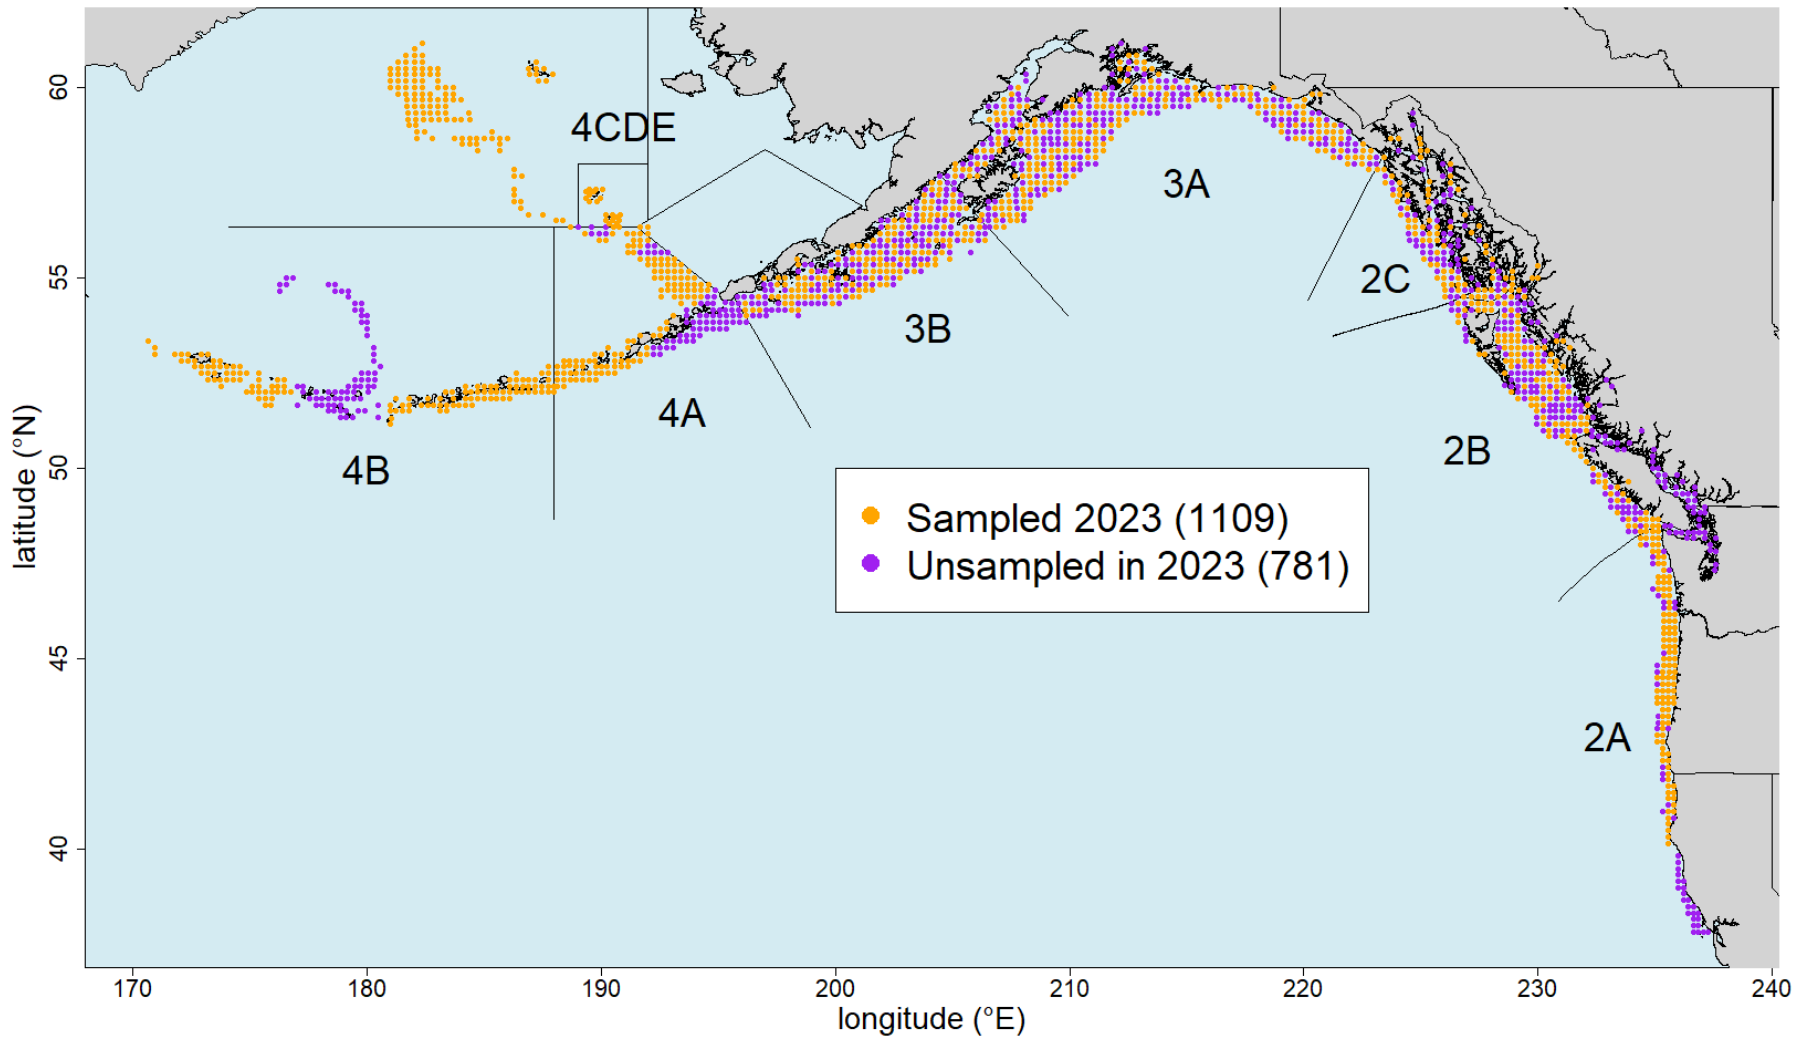 4CDE
3A
2C
3B
4A
2B
4B
2A
Sampled 2023 (1109)
Unsampled in 2023 (781)
latitude (°N)
60
55
50
45
40
170
180
190
200
210
220
230
240
longitude (°E)